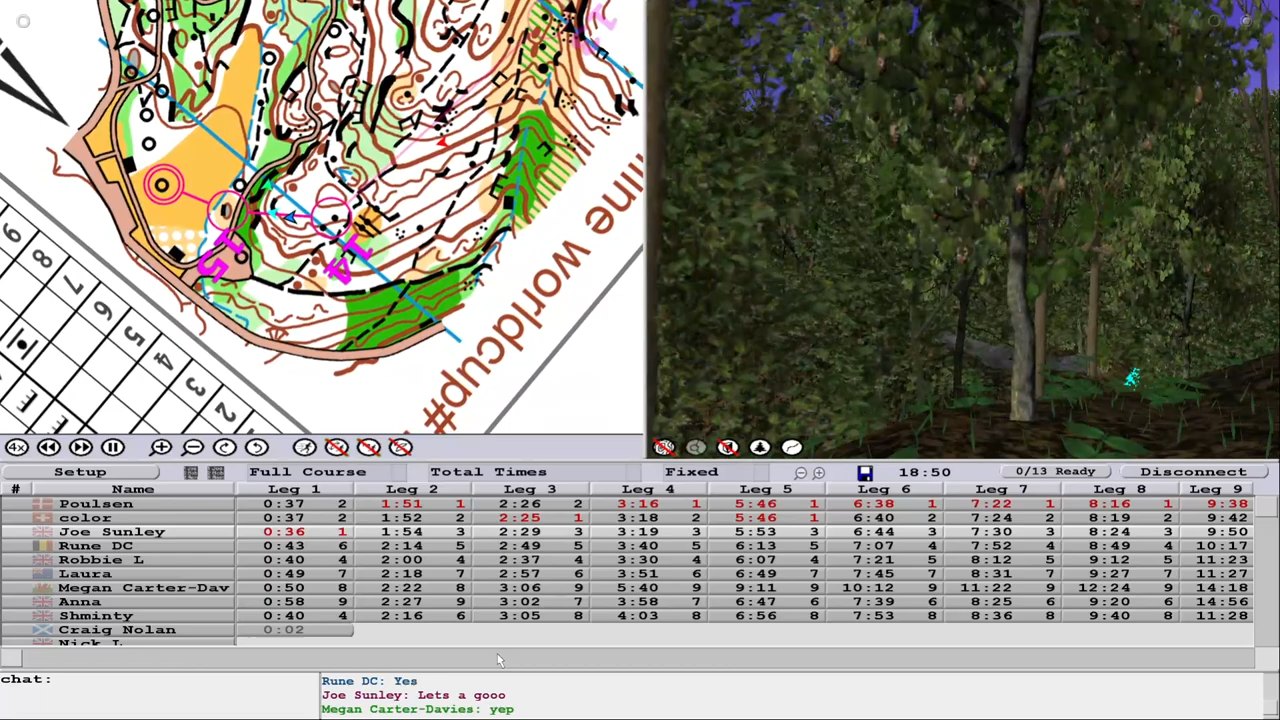 14
15
#online worldcup
9
8
7
6
5
4
3
2
4x
Setup Full Course Total Times Fixed 18:50 0/13 Ready Disconnect
# Name Leg 1 Leg 2 Leg 3 Leg 4 Leg 5 Leg 6 Leg 7 Leg 8 Leg 9
Poulsen 0:37 2 1:51 1 2:26 2 3:16 1 5:46 1 6:38 1 7:22 1 8:16 1 9:38
color 0:37 2 1:52 2 2:25 1 3:18 2 5:46 1 6:40 2 7:24 2 8:19 2 9:42
Joe Sunley 0:36 1 1:54 3 2:29 3 3:19 3 5:53 3 6:44 3 7:30 3 8:24 3 9:50
Rune DC 0:43 6 2:14 5 2:49 5 3:40 5 6:13 5 7:07 4 7:52 4 8:49 4 10:17
Robbie L 0:40 4 2:00 4 2:37 4 3:30 4 6:07 4 7:21 5 8:12 5 9:12 5 11:23
Laura 0:49 7 2:18 7 2:57 6 3:51 6 6:49 7 7:45 7 8:31 7 9:27 7 11:27
Megan Carter-Dav 0:50 8 2:22 8 3:06 9 5:40 9 9:11 9 10:12 9 11:22 9 12:24 9 14:18
Anna 0:58 9 2:27 9 3:02 7 3:58 7 6:47 6 7:39 6 8:25 6 9:20 6 14:56
Shminty 0:40 4 2:16 6 3:05 8 4:03 8 6:56 8 7:53 8 8:36 8 9:40 8 11:28
Craig Nolan 0:02
Nick L
chat:
Rune DC: Yes
Joe Sunley: Lets a gooo
Megan Carter-Davies: yep